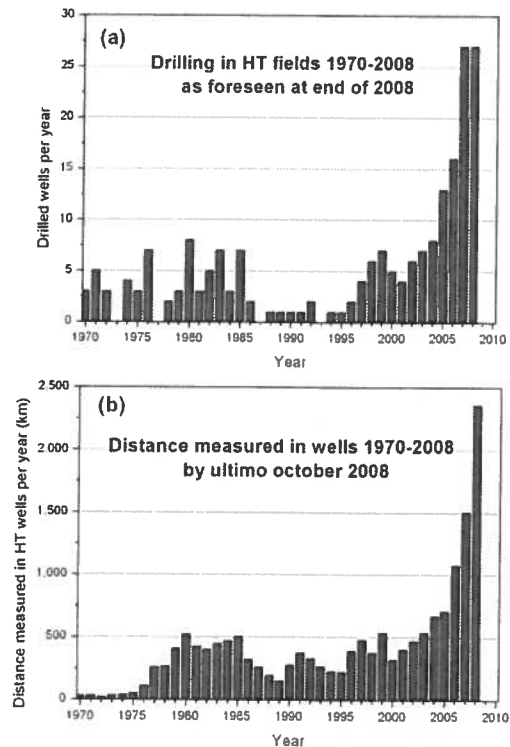 (a)
Drilling in HT fields 1970-2008
as foreseen at end of 2008
Drilled wells per year
30
25
20
15
10
5
0
1970 1975 1980 1985 1990 1995 2000 2005 2010
Year
(b)
Distance measured in wells 1970-2008
by ultimo october 2008
Distance measured in HT wells per year (km)
2.500
2 000
1 500
1,000
500
0
1970 1975 1980 1985 1990 1995 2000 2005 2010
Year